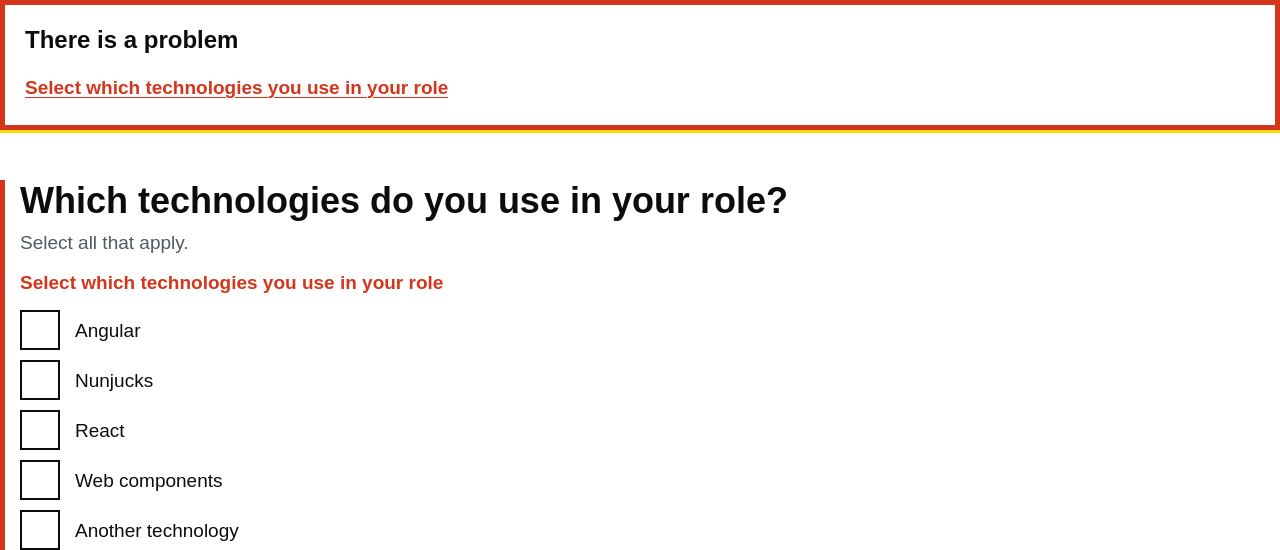 There is a problem
Select which technologies you use in your role
Which technologies do you use in your role?
Select all that apply.
Select which technologies you use in your role
Angular
Nunjucks
React
Web components
Another technology